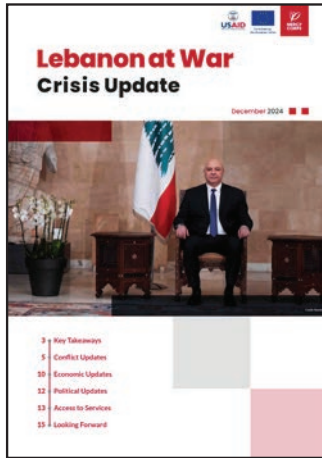 USAID
MERCY
CORPS
Lebanon at War
Crisis Update
December 2024
3 Key Takeaways
5 Conflict Updates
10 Economic Updates
12 Political Updates
13 Access to Services
15 Looking Forward